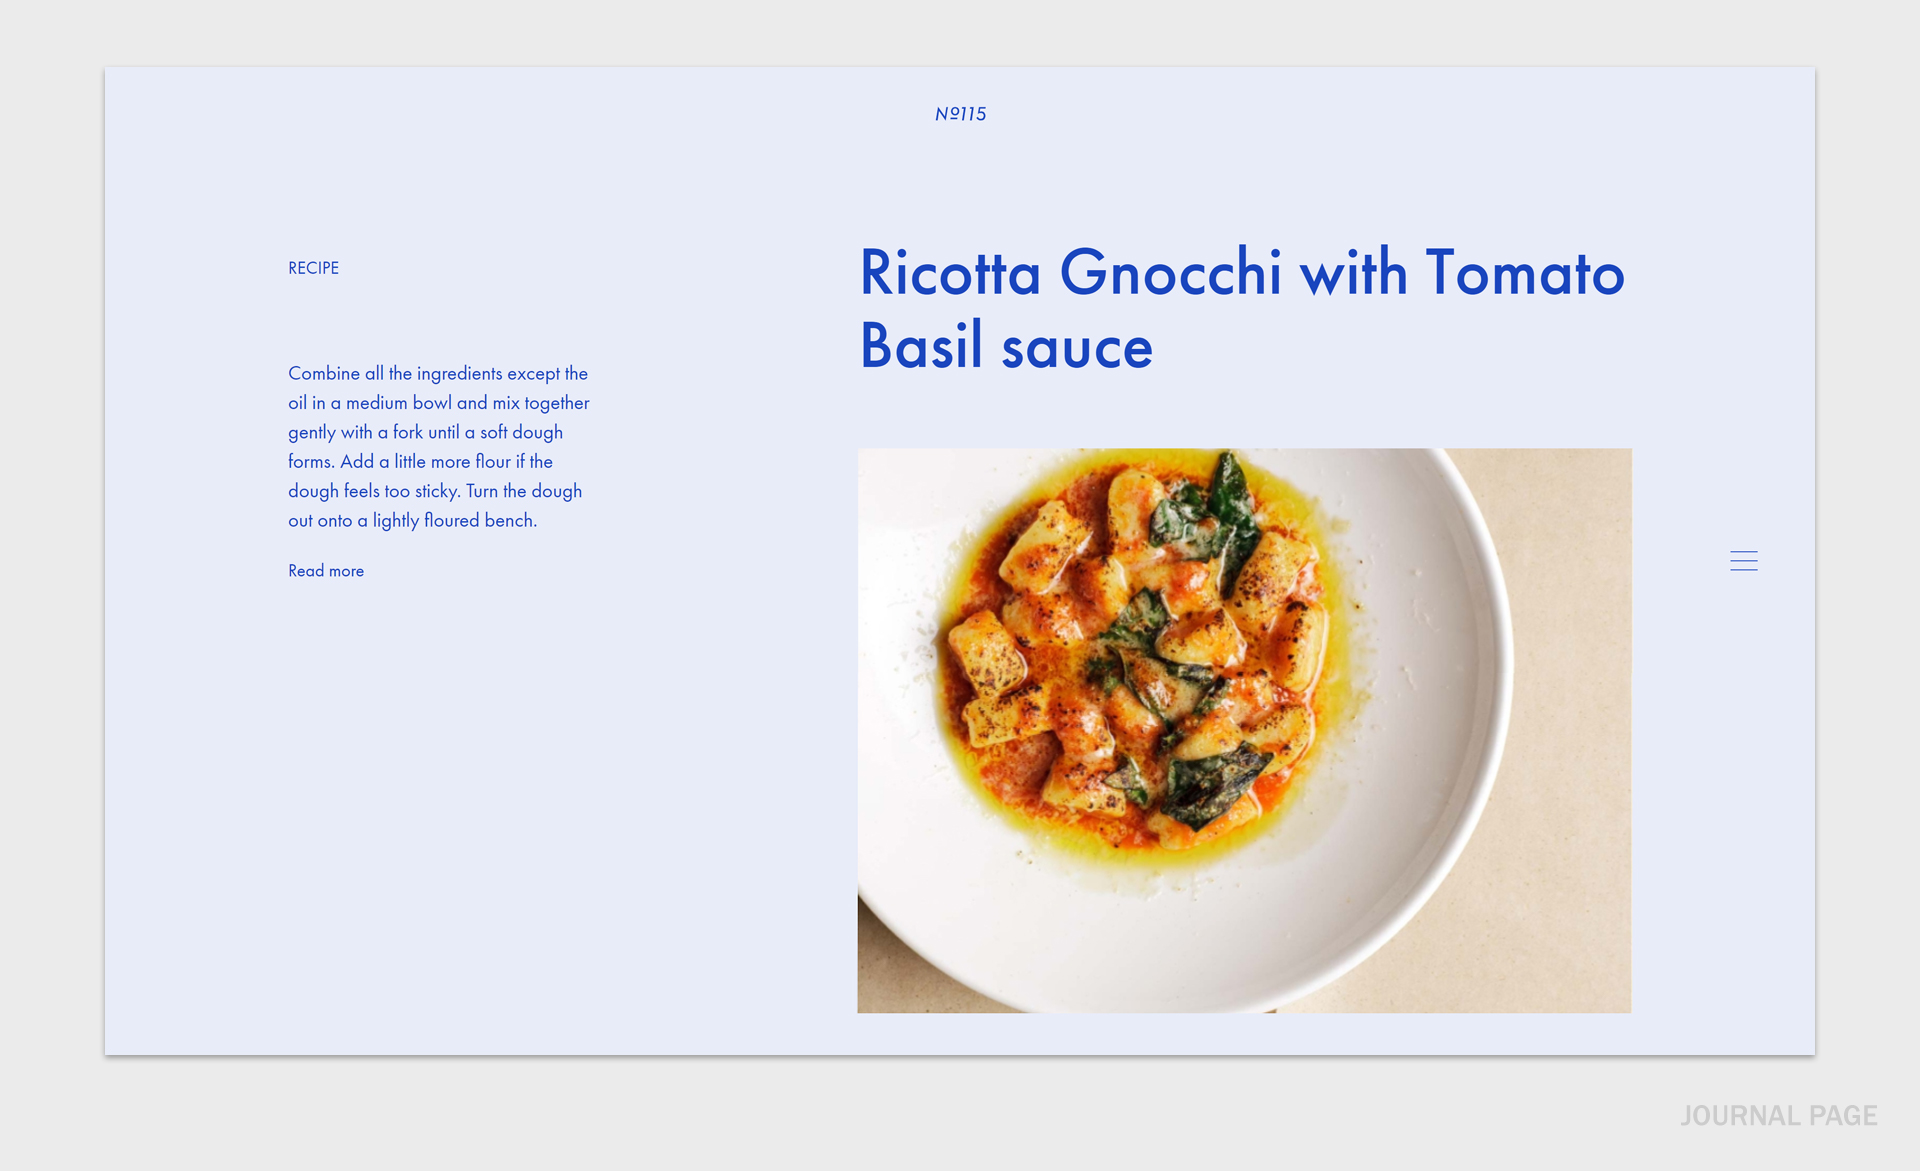 Nº115
RECIPE
Ricotta Gnocchi with Tomato
Basil sauce
Combine all the ingredients except the
oil in a medium bowl and mix together
gently with a fork until a soft dough
forms. Add a little more flour if the
dough feels too sticky. Turn the dough
out onto a lightly floured bench.
Read more
JOURNAL PAGE